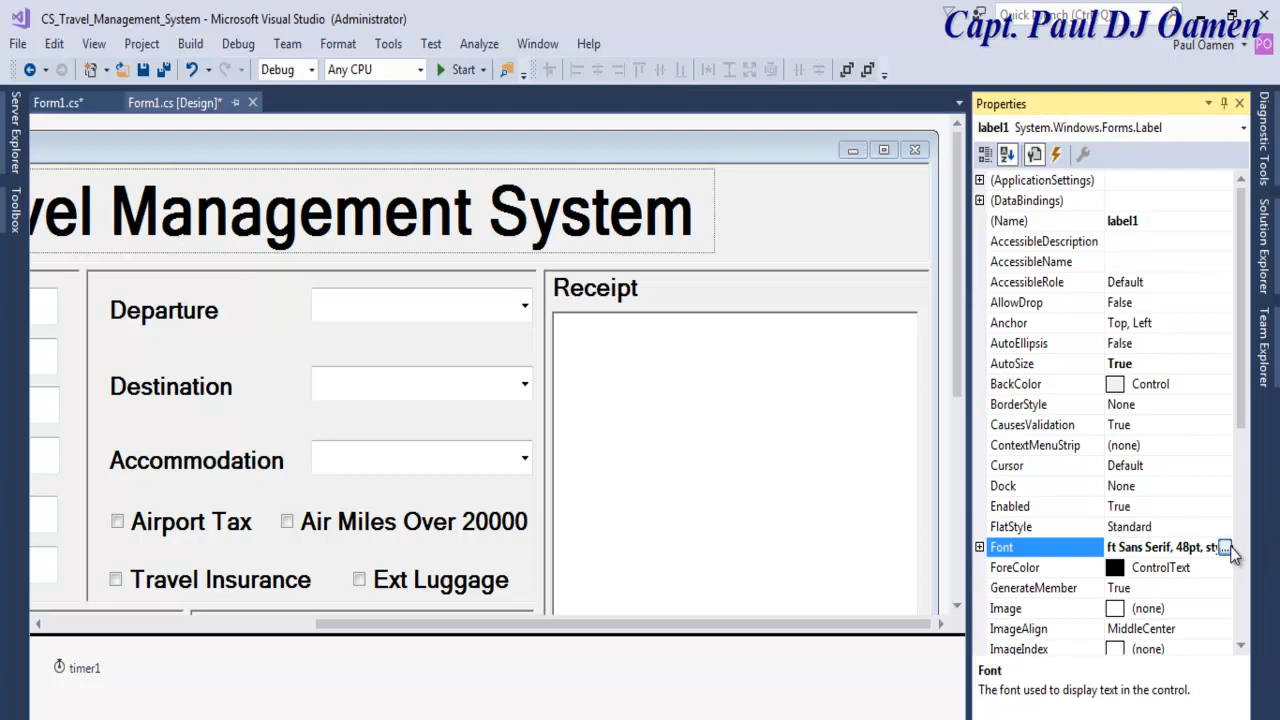 CS_Travel_Management_System - Microsoft Visual Studio (Administrator)
Capt. Paul DJ Oamen
File Edit View Project Build Debug Team Format Tools Test Analyze Window Help
Paul Oamen PO
Debug Any CPU Start
Form1.cs* Form1.cs [Design]*
Server Explorer
Toolbox
vel Management System
Departure
Destination
Accommodation
Airport Tax Air Miles Over 20000
Travel Insurance Ext Luggage
Receipt
timer1
Properties
label1 System.Windows.Forms.Label
(ApplicationSettings)
(DataBindings)
(Name) label1
AccessibleDescription
AccessibleName
AccessibleRole Default
AllowDrop False
Anchor Top, Left
AutoEllipsis False
AutoSize True
BackColor Control
BorderStyle None
CausesValidation True
ContextMenuStrip (none)
Cursor Default
Dock None
Enabled True
FlatStyle Standard
Font ft Sans Serif, 48pt, sty ...
ForeColor ControlText
GenerateMember True
Image (none)
ImageAlign MiddleCenter
ImageIndex (none)
Font
The font used to display text in the control.
Diagnostic Tools
Solution Explorer
Team Explorer